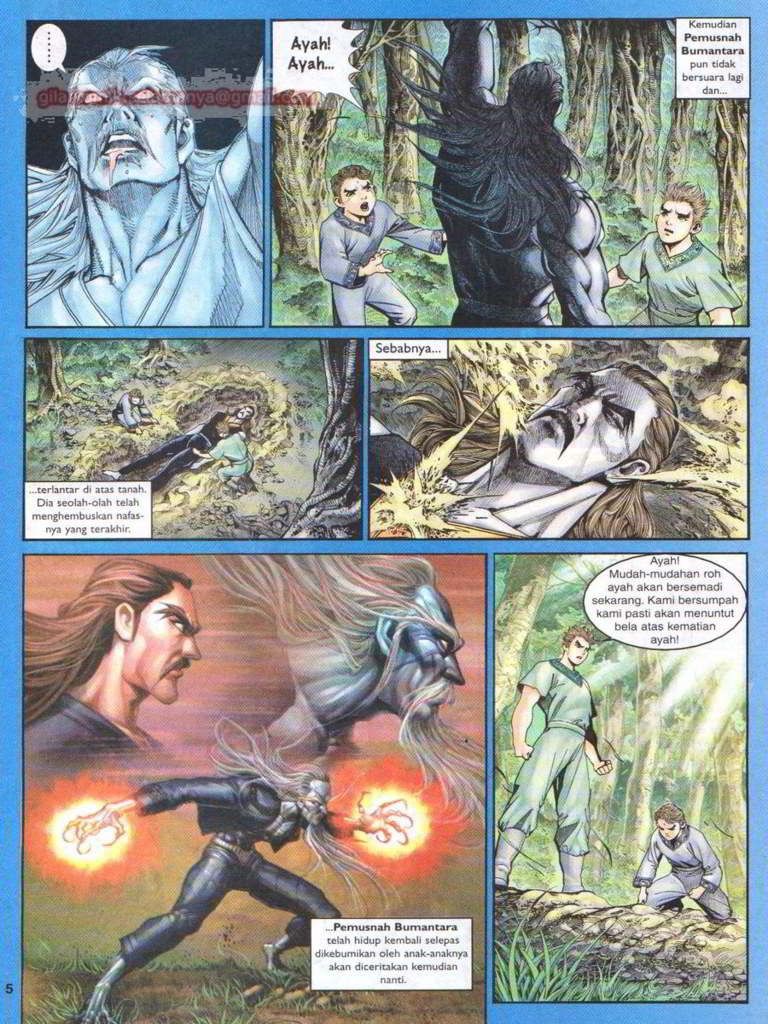 ......
Ayah!
Ayah...
Kemudian
Pemusnah
Bumantara
pun tidak
bersuara lagi
dan...
...terlantar di atas tanah.
Dia seolah-olah telah
menghembuskan nafas-
nya yang terakhir.
Sebabnya...
...Pemusnah Bumantara
telah hidup kembali selepas
dikebumikan oleh anak-anaknya
akan diceritakan kemudian
nanti.
Ayah!
Mudah-mudahan roh
ayah akan bersemadi
sekarang. Kami bersumpah
kami pasti akan menuntut
bela atas kematian
ayah!
5